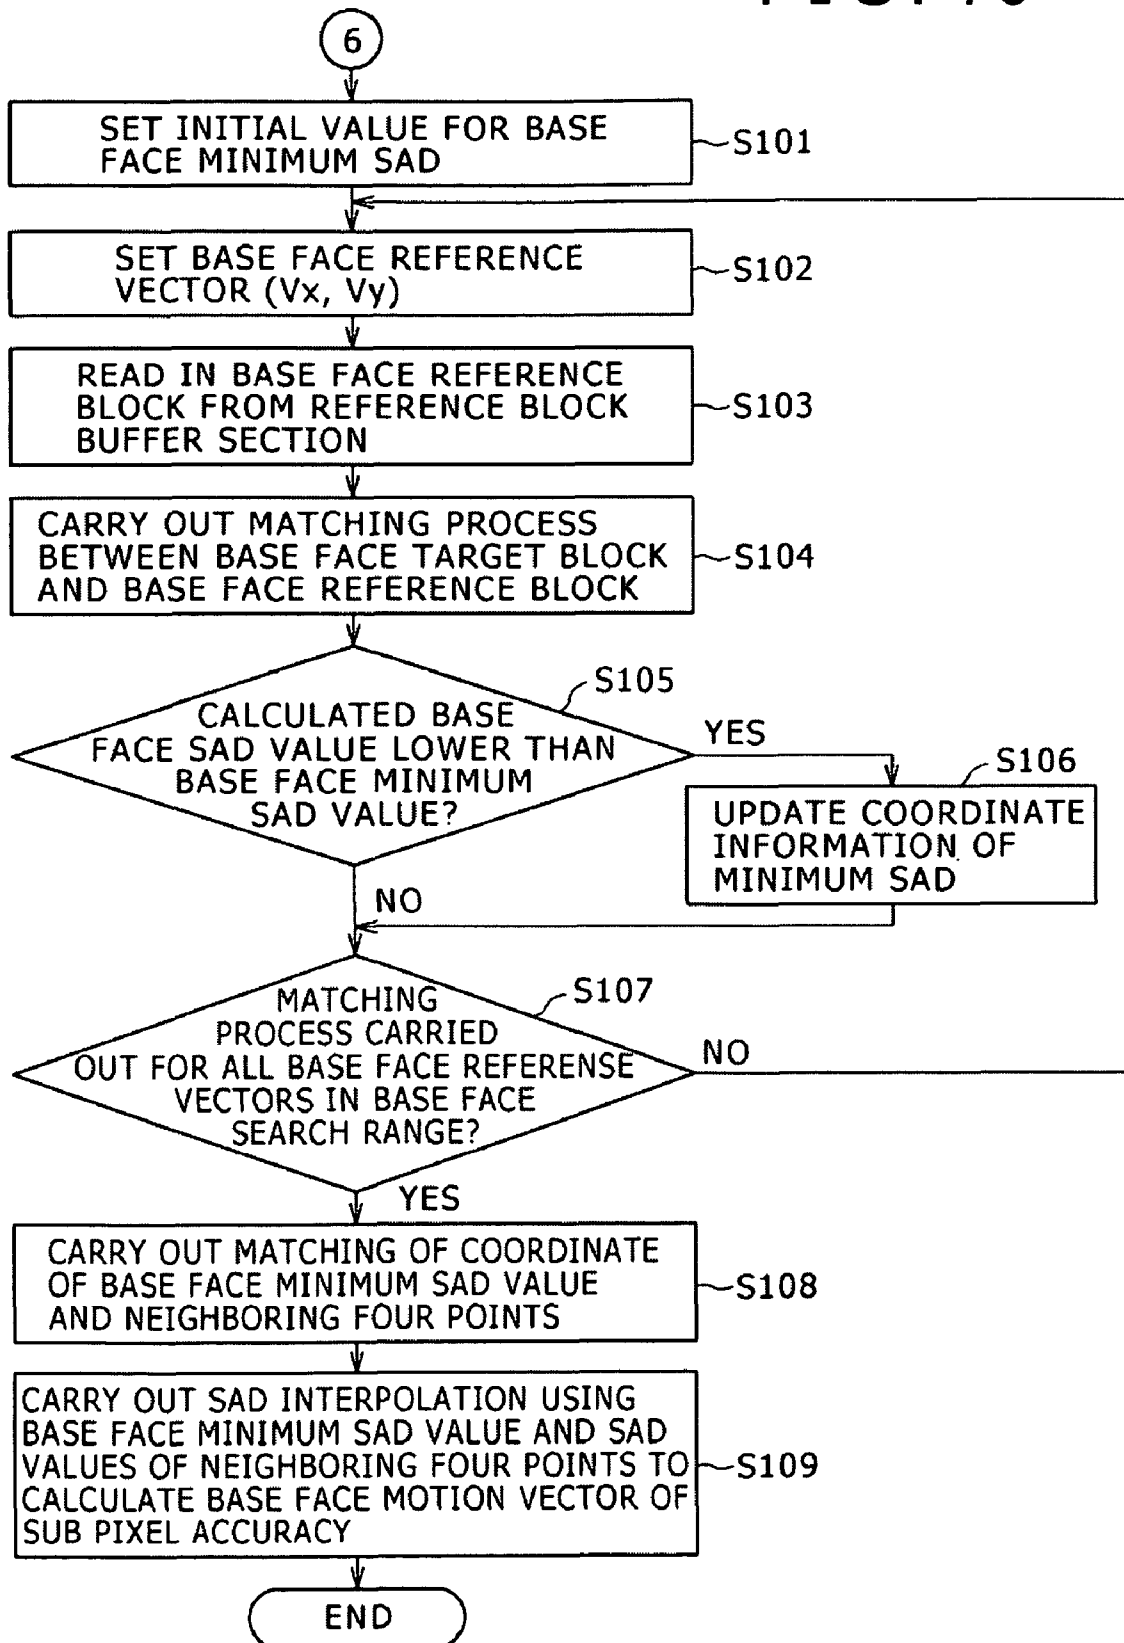 6
SET INITIAL VALUE FOR BASE
FACE MINIMUM SAD
S101
SET BASE FACE REFERENCE
VECTOR (Vx, Vy)
S102
READ IN BASE FACE REFERENCE
BLOCK FROM REFERENCE BLOCK
BUFFER SECTION
S103
CARRY OUT MATCHING PROCESS
BETWEEN BASE FACE TARGET BLOCK
AND BASE FACE REFERENCE BLOCK
S104
S105
CALCULATED BASE
FACE SAD VALUE LOWER THAN
BASE FACE MINIMUM
SAD VALUE?
YES
S106
UPDATE COORDINATE
INFORMATION OF
MINIMUM SAD
NO
S107
MATCHING
PROCESS CARRIED
OUT FOR ALL BASE FACE REFERENSE
VECTORS IN BASE FACE
SEARCH RANGE?
NO
YES
CARRY OUT MATCHING OF COORDINATE
OF BASE FACE MINIMUM SAD VALUE
AND NEIGHBORING FOUR POINTS
S108
CARRY OUT SAD INTERPOLATION USING
BASE FACE MINIMUM SAD VALUE AND SAD
VALUES OF NEIGHBORING FOUR POINTS TO
CALCULATE BASE FACE MOTION VECTOR OF
SUB PIXEL ACCURACY
S109
END